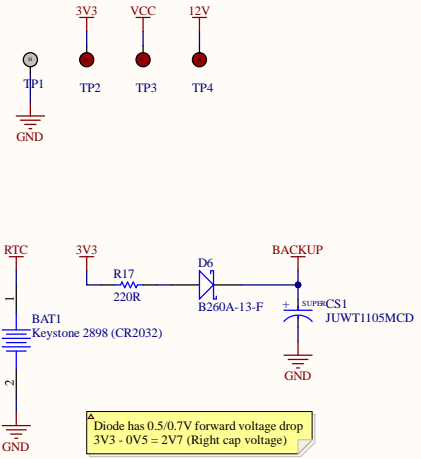 3V3 VCC 12V
TP1 TP2 TP3 TP4
GND
RTC 3V3 D6 BACKUP
R17
220R
B260A-13-F
1
+ SUPER CS1
JUWT1105MCD
BAT1
Keystone 2898 (CR2032)
2
GND
GND
Diode has 0.5/0.7V forward voltage drop
3V3 - 0V5 = 2V7 (Right cap voltage)